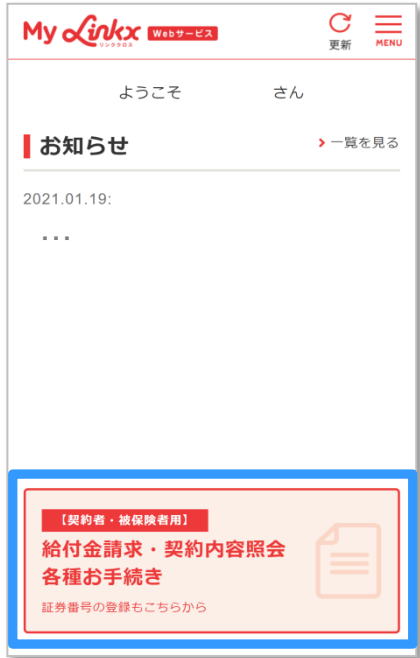 My Linkx Webサービス
リンククロス
更新
MENU
ようこそ さん
お知らせ
一覧を見る
2021.01.19:
...
【契約者・被保険者用】
給付金請求・契約内容照会
各種お手続き
証券番号の登録もこちらから